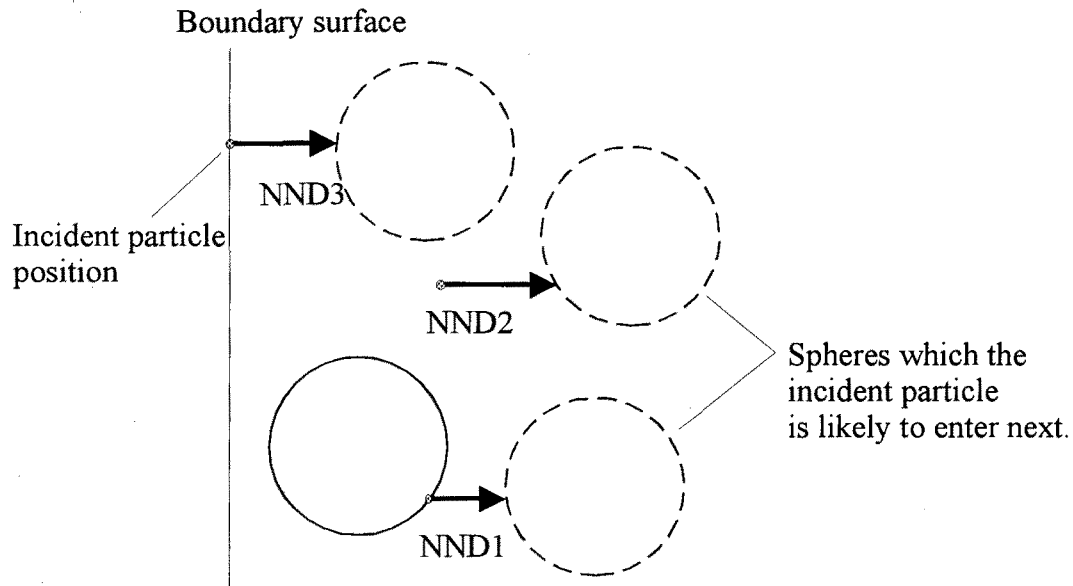 Boundary surface
NND3
Incident particle
position
NND2
Spheres which the
incident particle
is likely to enter next.
NND1